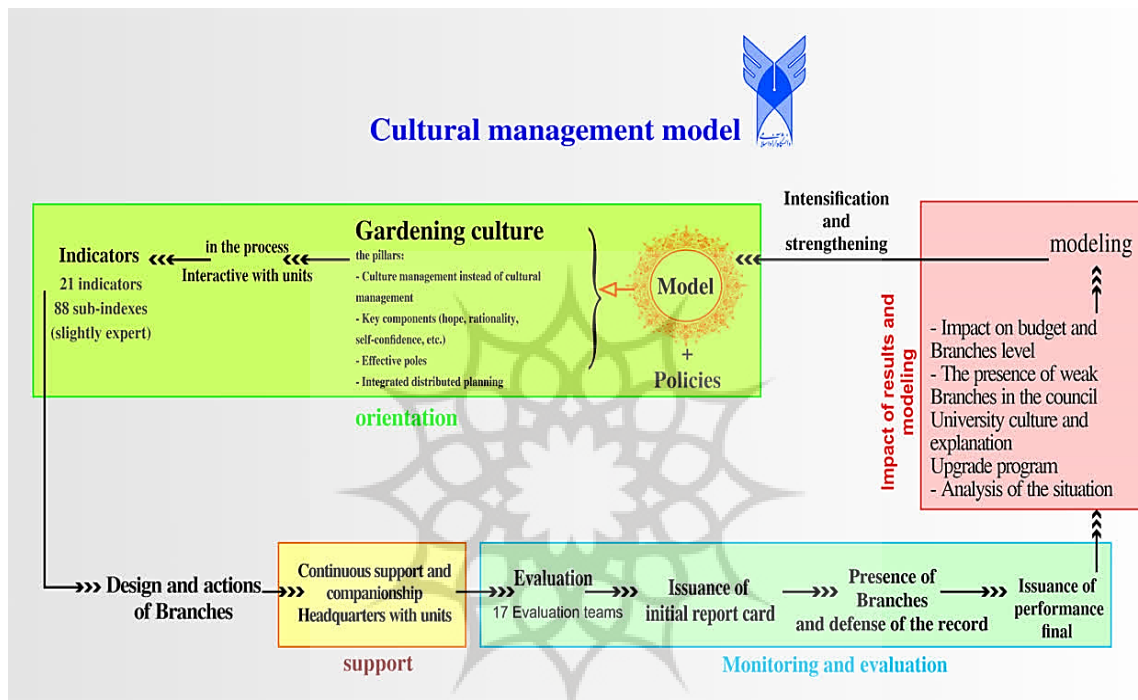 Cultural management model
Intensification
and
strengthening
Gardening culture
the pillars:
- Culture management instead of cultural
management
- Key components (hope, rationality,
self-confidence, etc.)
- Effective poles
- Integrated distributed planning
Indicators
21 indicators
88 sub-indexes
(slightly expert)
in the process
Interactive with units
Model
+
Policies
orientation
modeling
- Impact on budget and
Branches level
- The presence of weak
Branches in the council
University culture and
explanation
Upgrade program
- Analysis of the situation
Impact of results and
modeling
Design and actions
of Branches
Continuous support and
companionship
Headquarters with units
support
Evaluation
17 Evaluation teams
Issuance of
initial report card
Presence of
Branches
and defense of the record
Issuance of
performance
final
Monitoring and evaluation